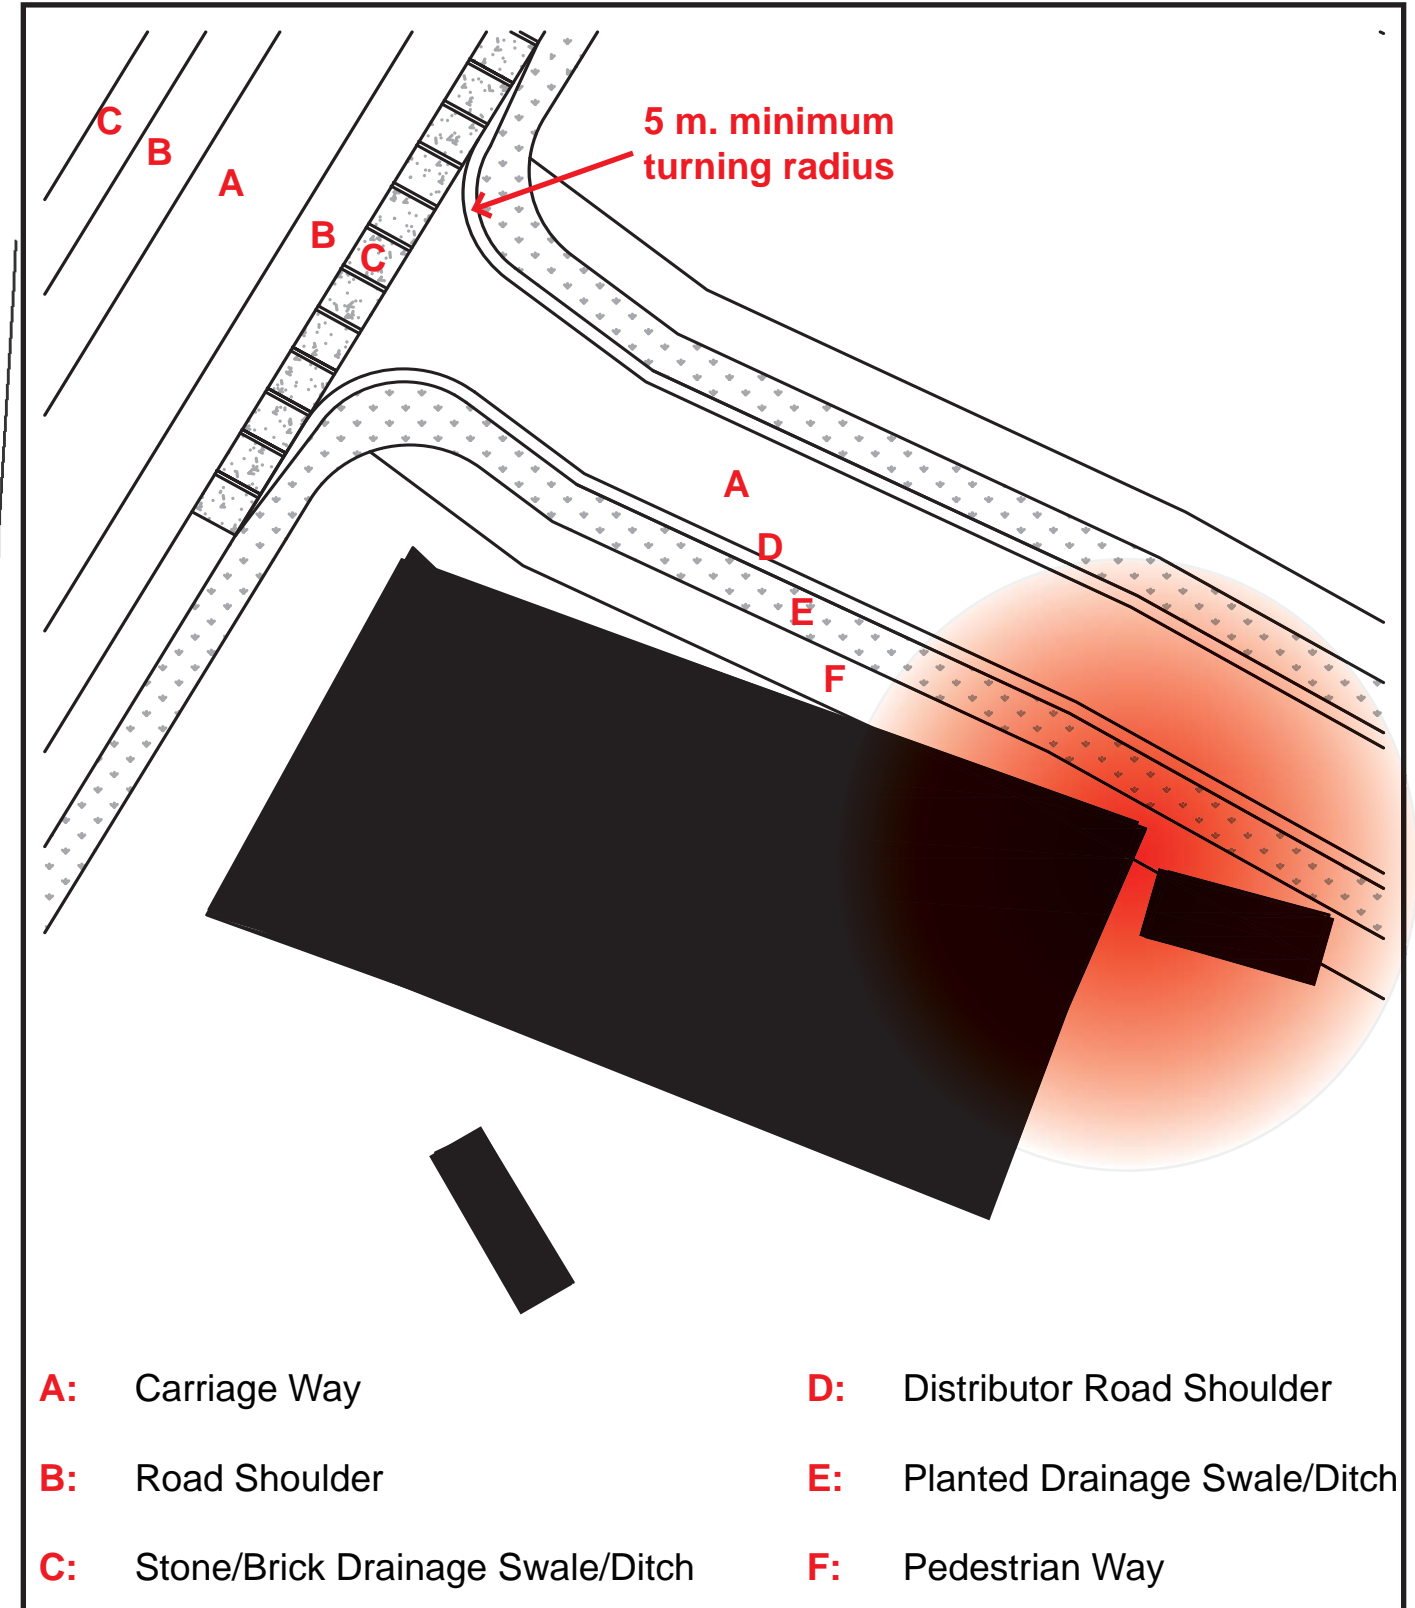 5 m. minimum
turning radius
C
B
A
B
C
A
D
E
F
A: Carriage Way
D: Distributor Road Shoulder
B: Road Shoulder
E: Planted Drainage Swale/Ditch
C: Stone/Brick Drainage Swale/Ditch
F: Pedestrian Way